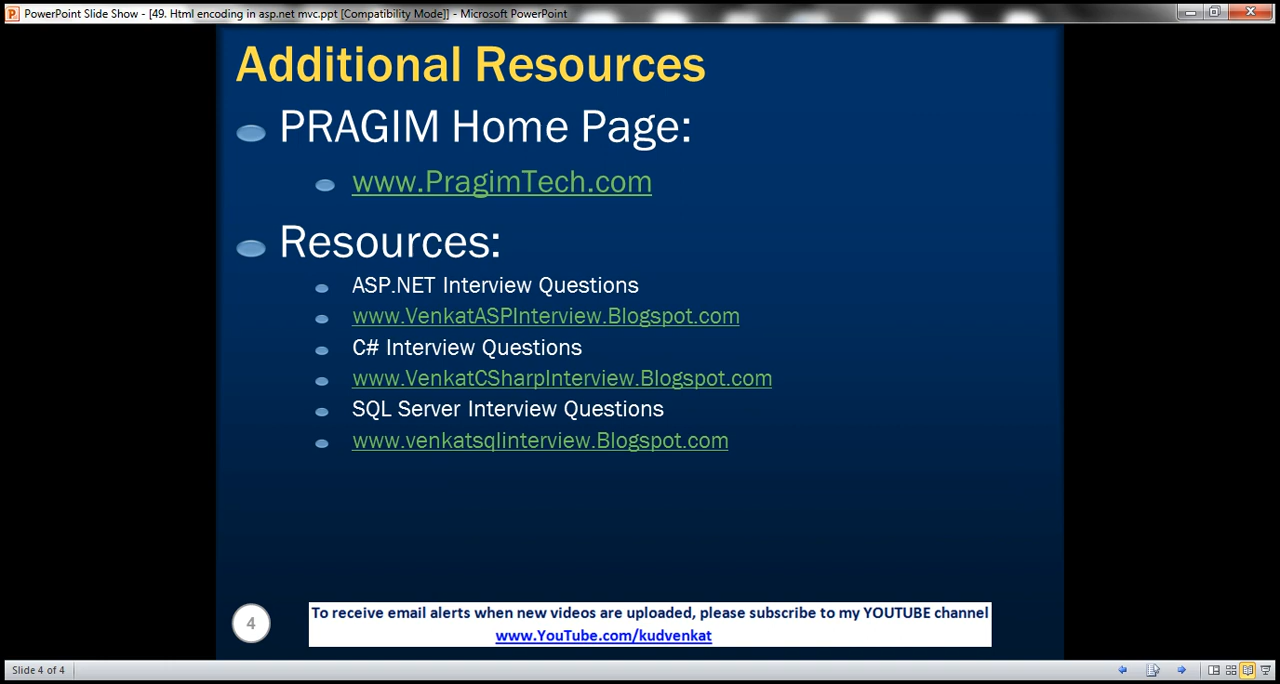 PowerPoint Slide Show - [49. Html encoding in asp.net mvc.ppt [Compatibility Mode]] - Microsoft PowerPoint
Additional Resources
PRAGIM Home Page:
www.PragimTech.com
Resources:
ASP.NET Interview Questions
www.VenkatASPInterview.Blogspot.com
C# Interview Questions
www.VenkatCSharpInterview.Blogspot.com
SQL Server Interview Questions
www.venkatsqlinterview.Blogspot.com
4
To receive email alerts when new videos are uploaded, please subscribe to my YOUTUBE channel
www.YouTube.com/kudvenkat
Slide 4 of 4